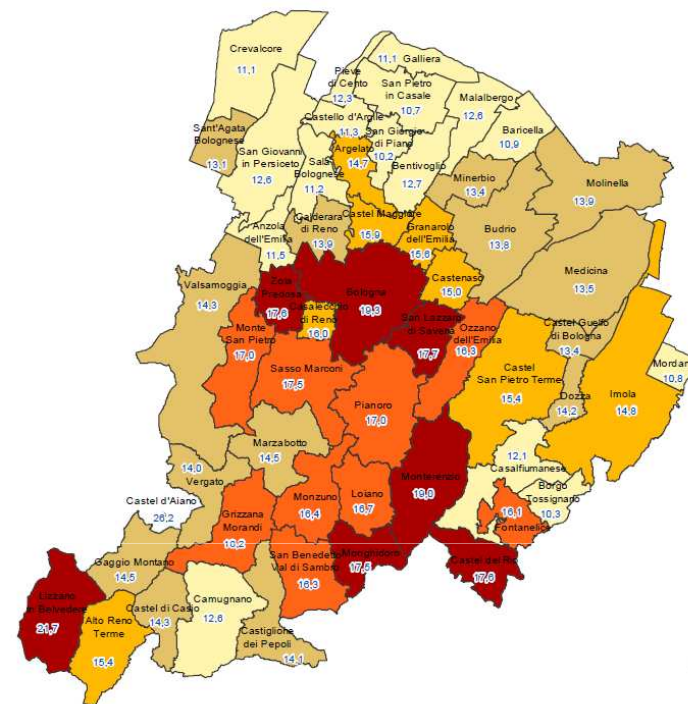 Crevalcore
11,1
11,1 Galliera
Pieve
di Cento
12,3
San Pietro
in Casale
10,7
Malalbergo
12,6
Castello d'Argile
11,3
San Giorgio
di Piano
10,2
Baricella
10,9
Sant'Agata
Bolognese
13,1
San Giovanni
in Persiceto
12,6
Sala
Bolognese
11,2
Argelato
14,7
Bentivoglio
12,7
Minerbio
13,4
Molinella
13,9
Anzola
dell'Emilia
11,5
Calderara
di Reno
13,9
Castel Maggiore
15,9
Granarolo
dell'Emilia
15,6
Budrio
13,8
Valsamoggia
14,3
Zola
Predosa
17,6
Bologna
19,3
Castenaso
15,0
Medicina
13,5
Casalecchio
di Reno
16,0
San Lazzaro
di Savena
17,7
Monte
San Pietro
17,0
Ozzano
dell'Emilia
16,3
Castel Guelfo
di Bologna
13,4
Mordan
10,8
Sasso Marconi
17,5
Castel
San Pietro Terme
15,4
Imola
14,8
Pianoro
17,0
Dozza
14,2
Marzabotto
14,5
12,1
Casalfiumanese
14,0
Vergato
Monterenzio
19,0
Borgo
Tossignano
10,3
Castel d'Aiano
26,2
Monzuno
16,4
Loiano
16,7
16,1
Fontanelice
Grizzana
Morandi
San Benedetto
Val di Sambro
16,3
Monghidoro
17,5
Castel del Rio
Gaggio Montano
14,5
Lizzano
in Belvedere
21,7
Alto Reno
Terme
15,4
Castel di Casio
14,3
Camugnano
12,6
Castiglione
dei Pepoli
14,1